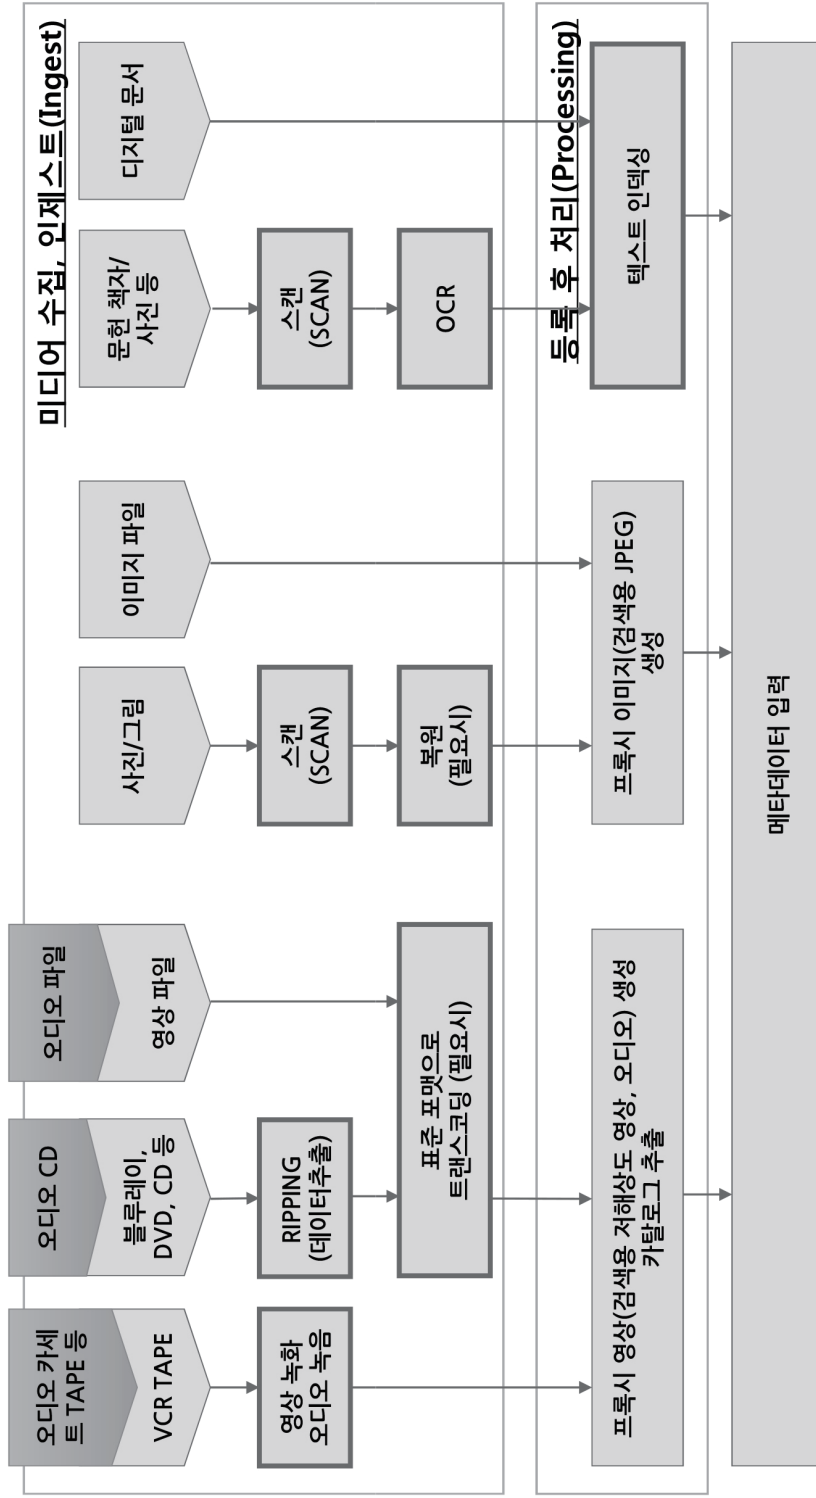 미디어 수집, 인제스트(Ingest)
오디오 카세
트 TAPE 등
VCR TAPE
오디오 CD
블루레이,
DVD, CD 등
오디오 파일
영상 파일
사진/그림
이미지 파일
문헌 책자/
사진 등
디지털 문서
영상 녹화
오디오 녹음
RIPPING
(데이터추출)
스캔
(SCAN)
스캔
(SCAN)
표준 포맷으로
트랜스코딩 (필요시)
복원
(필요시)
OCR
등록 후 처리(Processing)
프록시 영상(검색용 저해상도 영상, 오디오) 생성
카탈로그 추출
프록시 이미지(검색용 JPEG)
생성
텍스트 인덱싱
메타데이터 입력